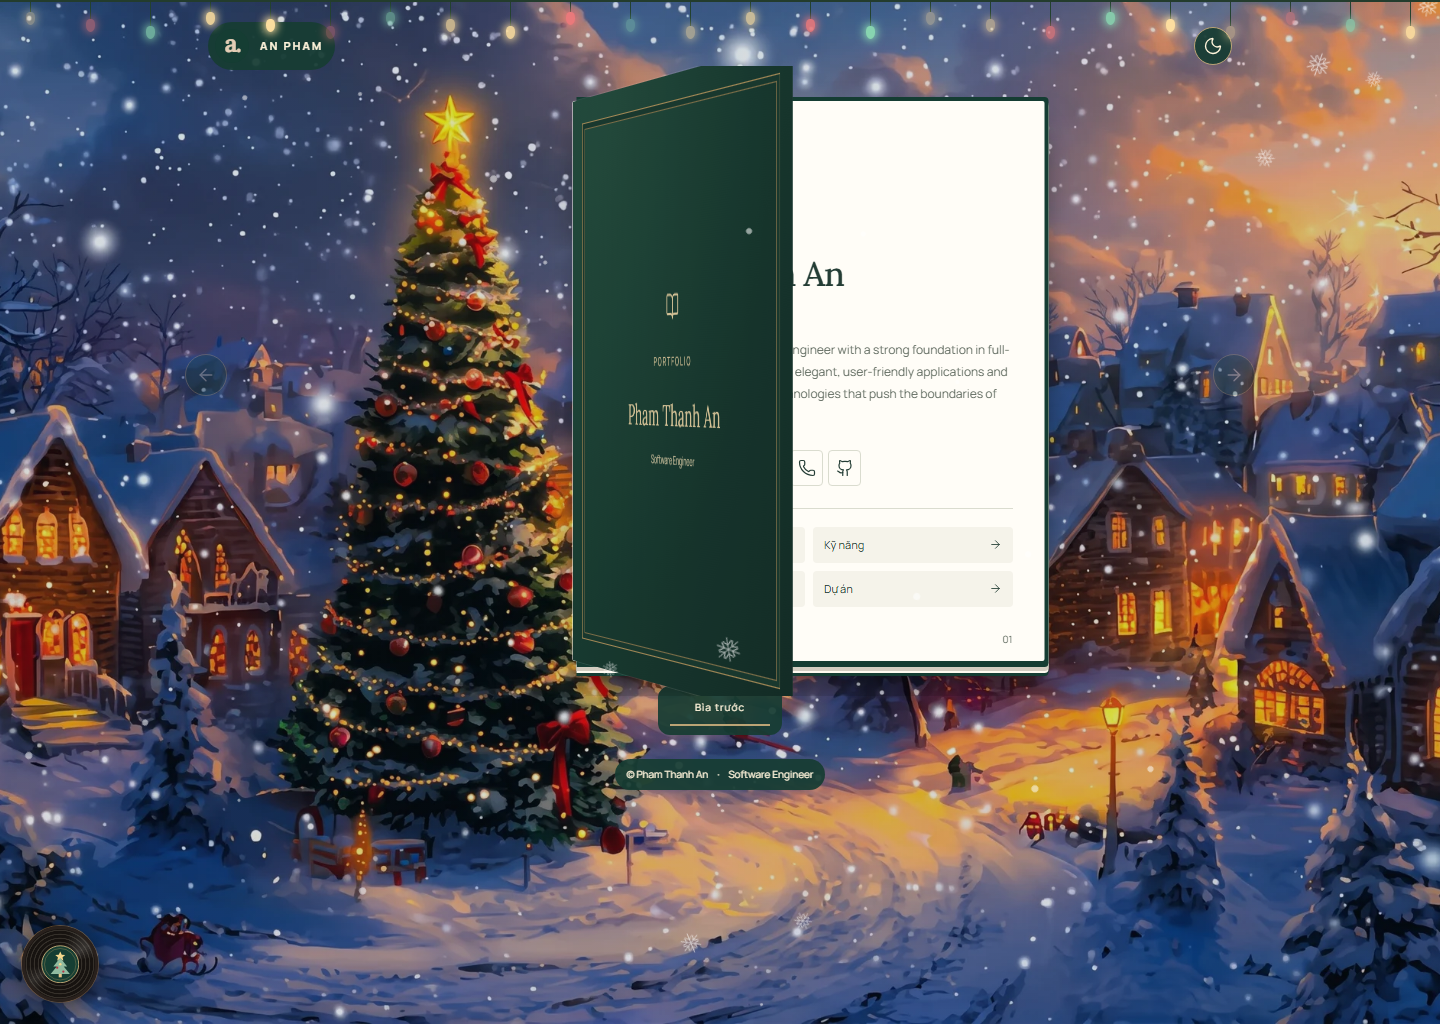 a.
AN PHAM
PORTFOLIO
Pham Thanh An
Software Engineer
An
ngineer with a strong foundation in full-
elegant, user-friendly applications and
nologies that push the boundaries of
Kỹ năng
Dự án
01
Bìa trước
© Pham Thanh An · Software Engineer